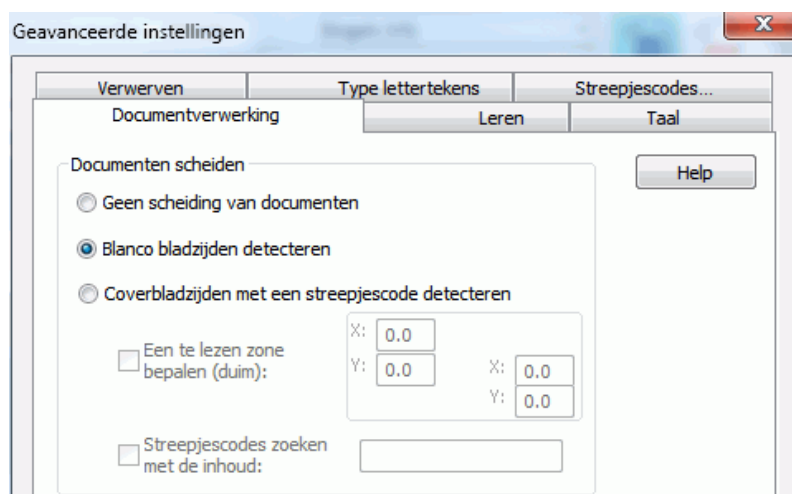 Geavanceerde instellingen
Verwerven Type lettertekens Streepjescodes...
Documentverwerking Leren Taal
Documenten scheiden
Help
Geen scheiding van documenten
Blanco bladzijden detecteren
Coverbladzijden met een streepjescode detecteren
Een te lezen zone
bepalen (duim):
X: 0.0
Y: 0.0
X: 0.0
Y: 0.0
Streepjescodes zoeken
met de inhoud: